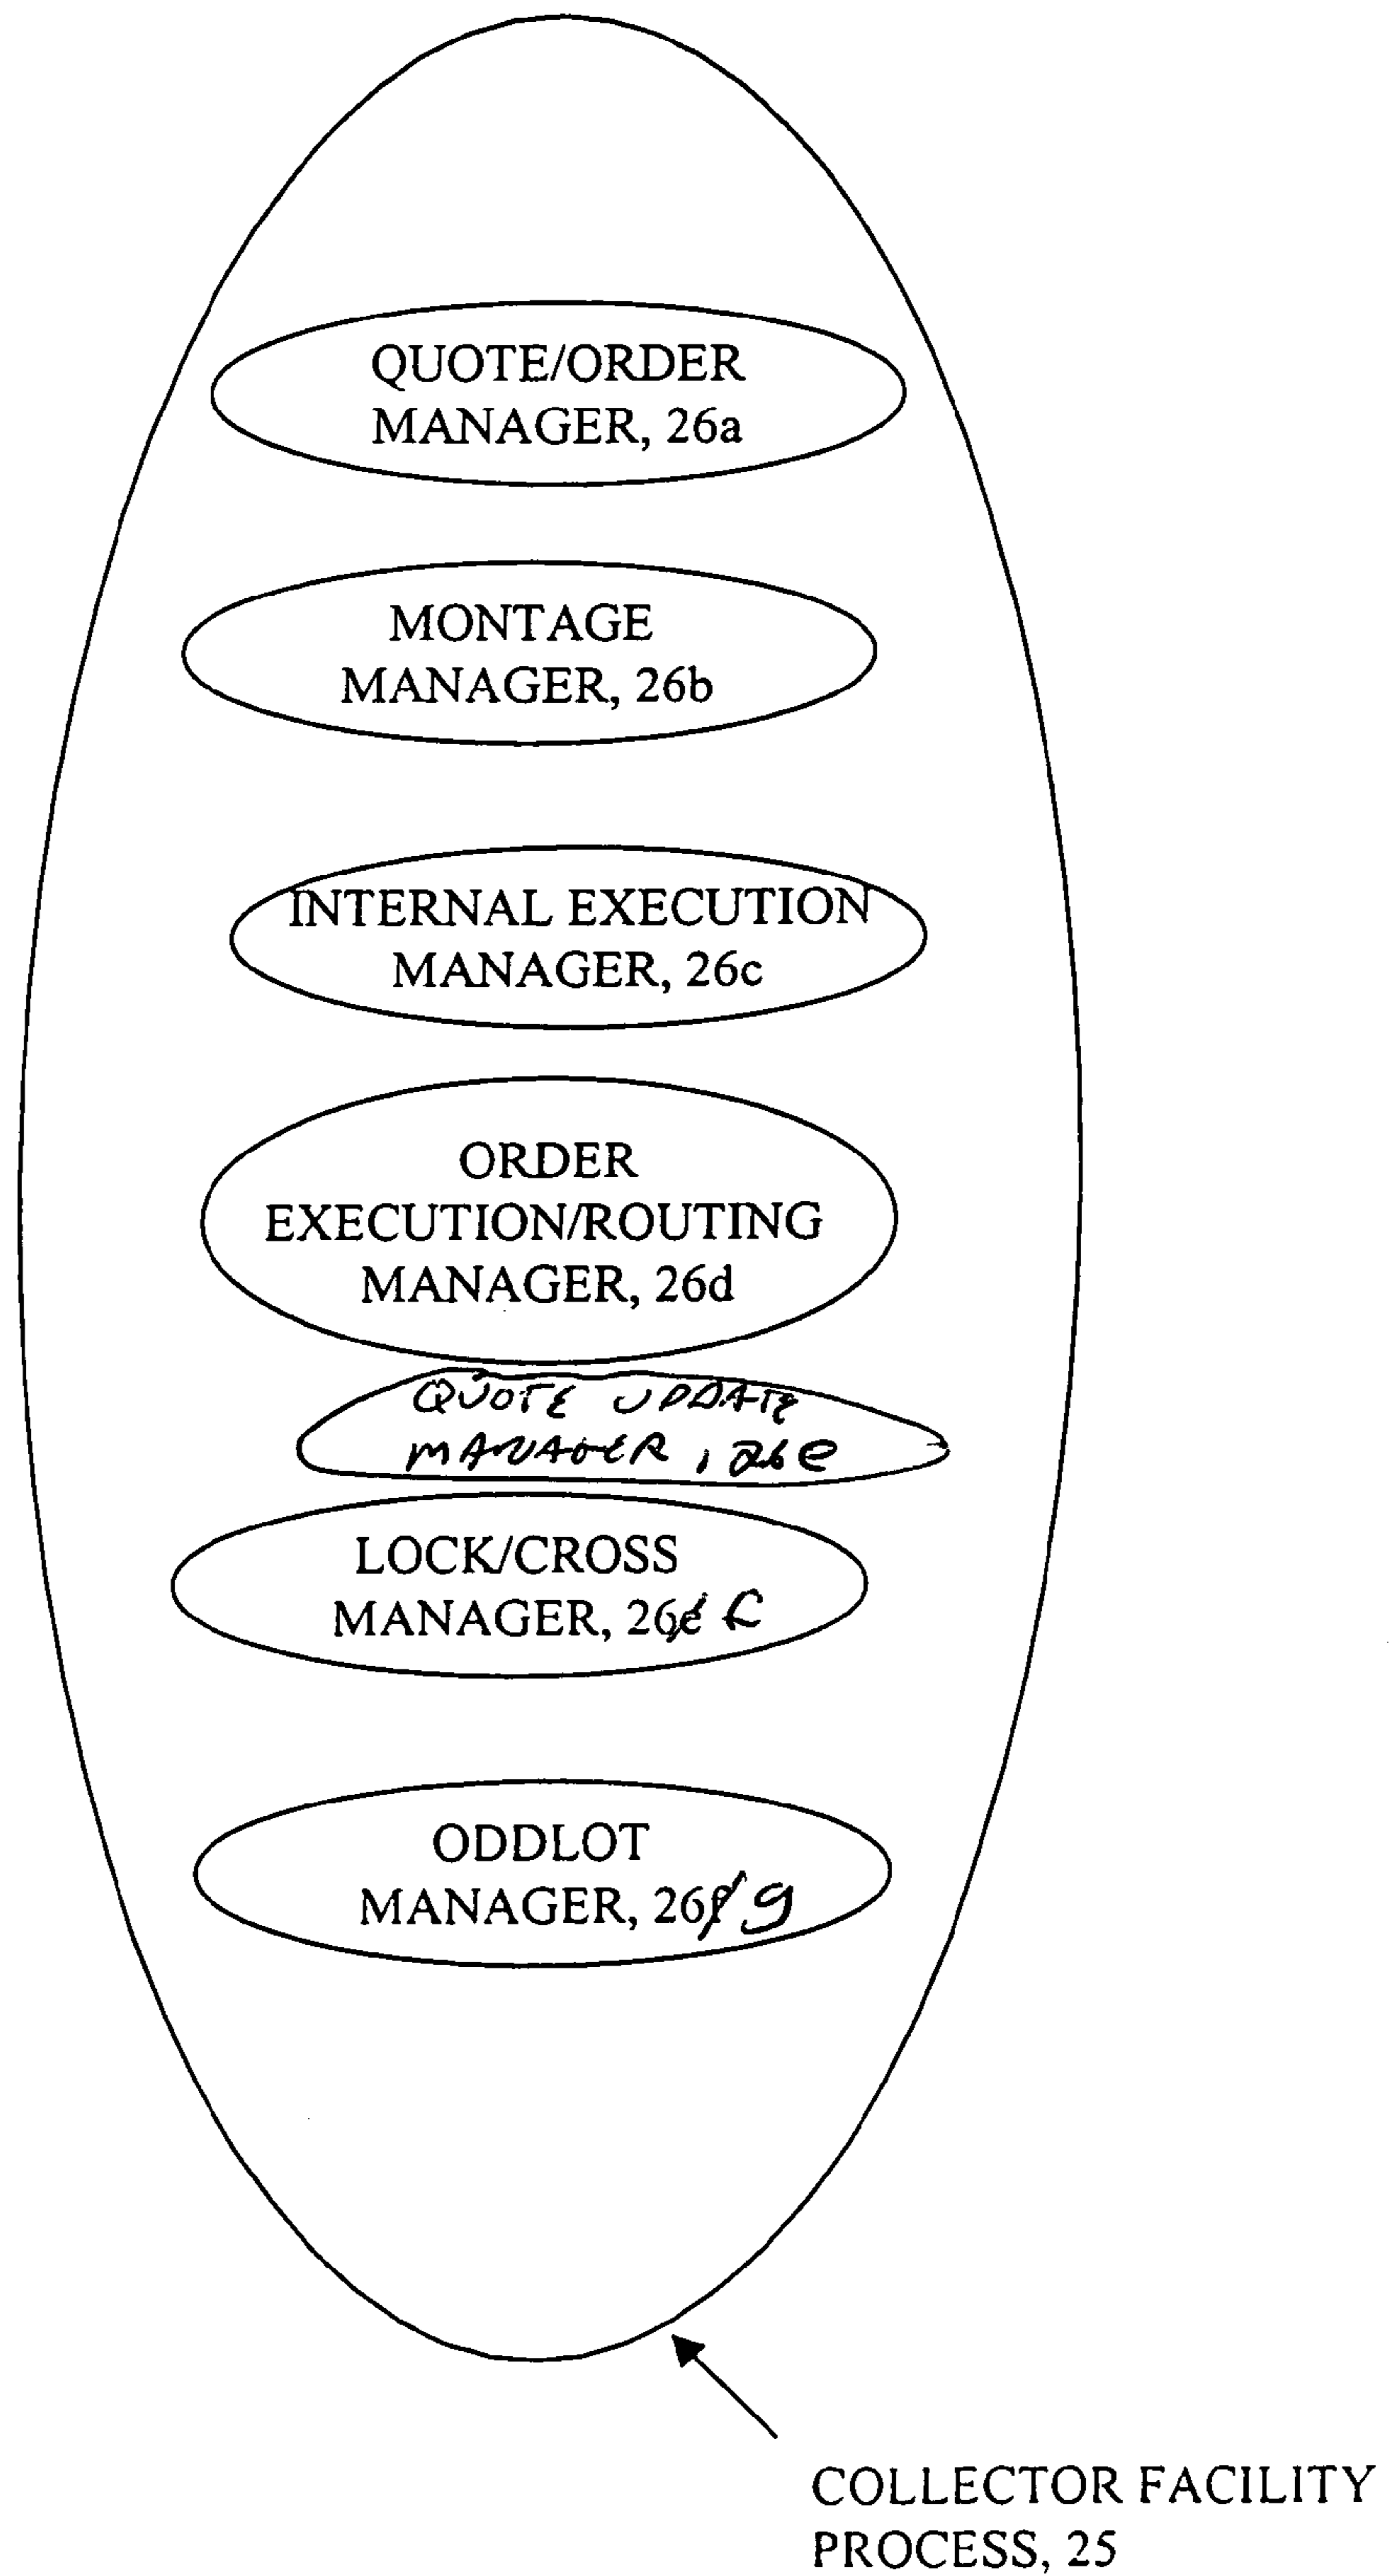 QUOTE/ORDER
MANAGER, 26a
MONTAGE
MANAGER, 26b
INTERNAL EXECUTION
MANAGER, 26c
ORDER
EXECUTION/ROUTING
MANAGER, 26d
QUOTE UPDATE
MANAGER, 26e
LOCK/CROSS
MANAGER, 26e f
ODDLOT
MANAGER, 26f g
COLLECTOR FACILITY
PROCESS, 25